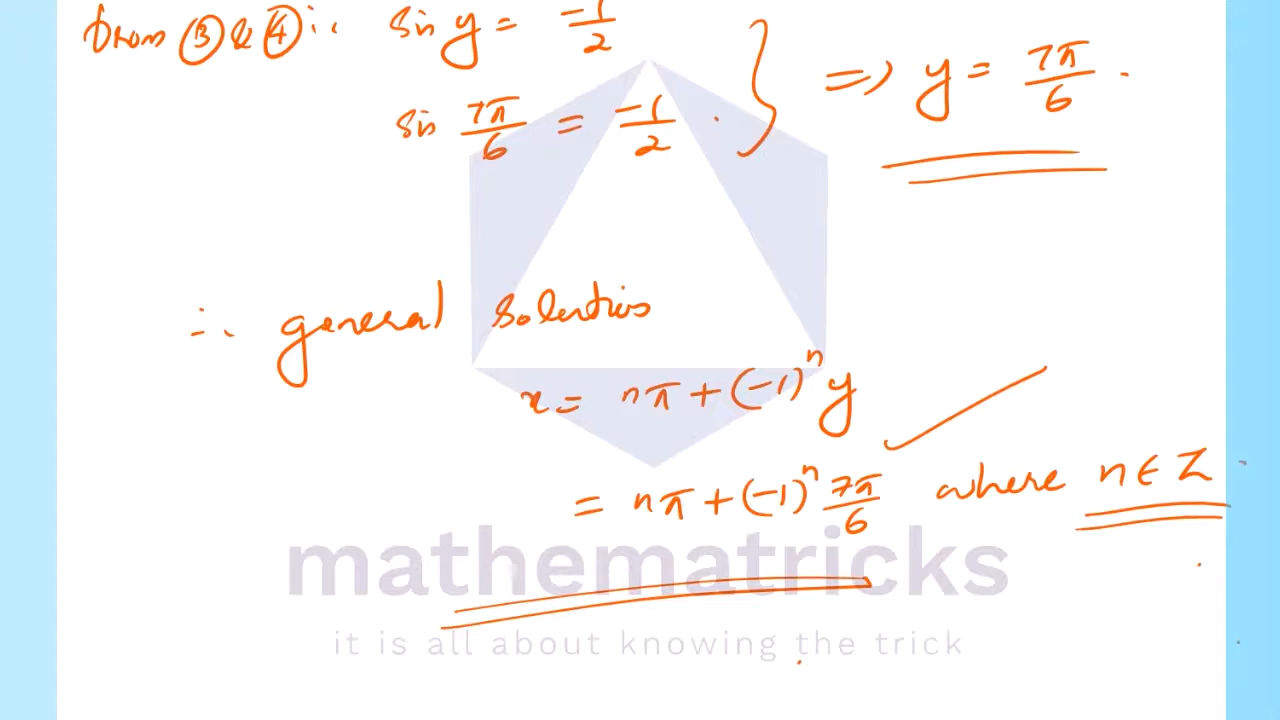 from ③ & ④ : sin y = -1/2
sin 7π/6 = -1/2 . } ⇒ y = 7π/6 .
∴ general solution
x = nπ + (-1)ⁿ y
= nπ + (-1)ⁿ 7π/6 where n ∈ Z
mathematricks
it is all about knowing the trick